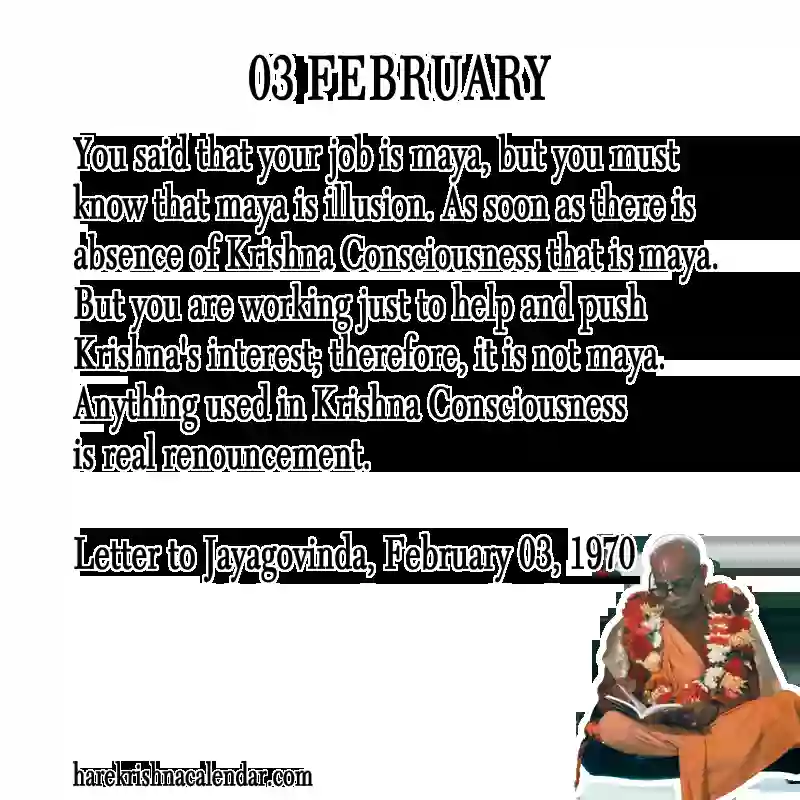 03 FEBRUARY
You said that your job is maya, but you must
know that maya is illusion. As soon as there is
absence of Krishna Consciousness that is maya.
But you are working just to help and push
Krishna's interest; therefore, it is not maya.
Anything used in Krishna Consciousness
is real renouncement.
Letter to Jayagovinda, February 03, 1970
harekrishnacalendar.com